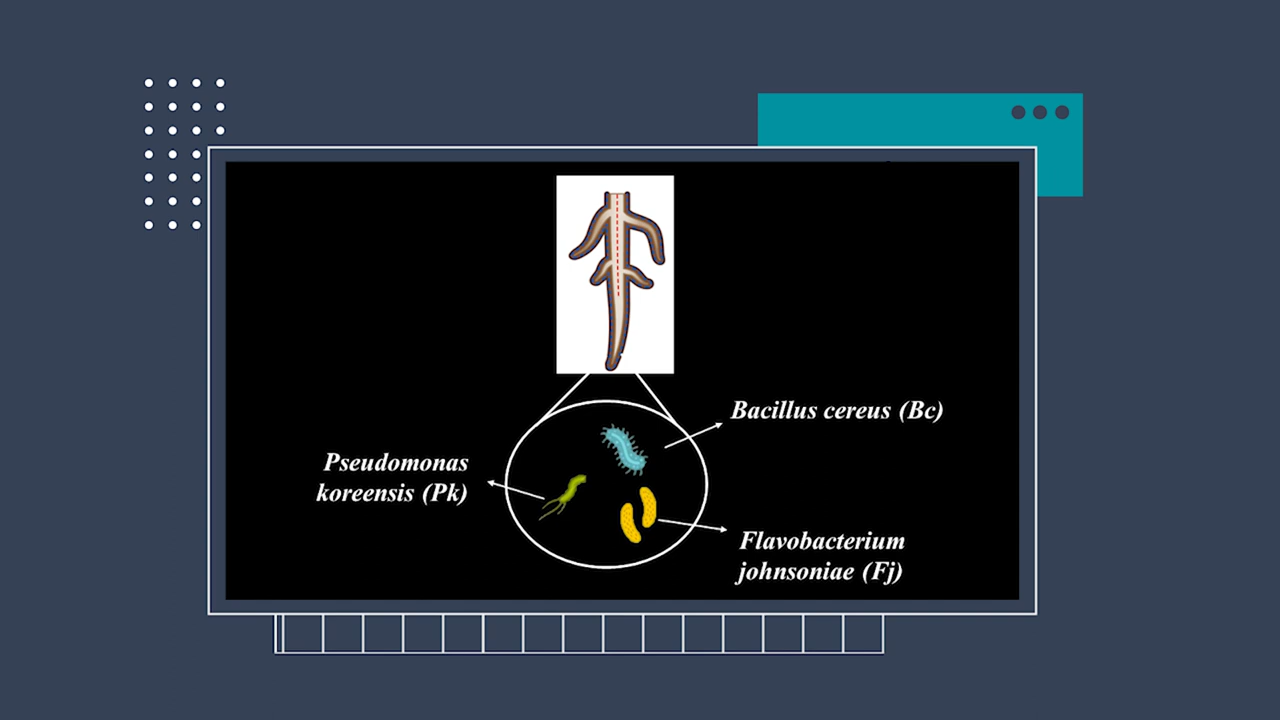 Bacillus cereus (Bc)
Pseudomonas
koreensis (Pk)
Flavobacterium
johnsoniae (Fj)